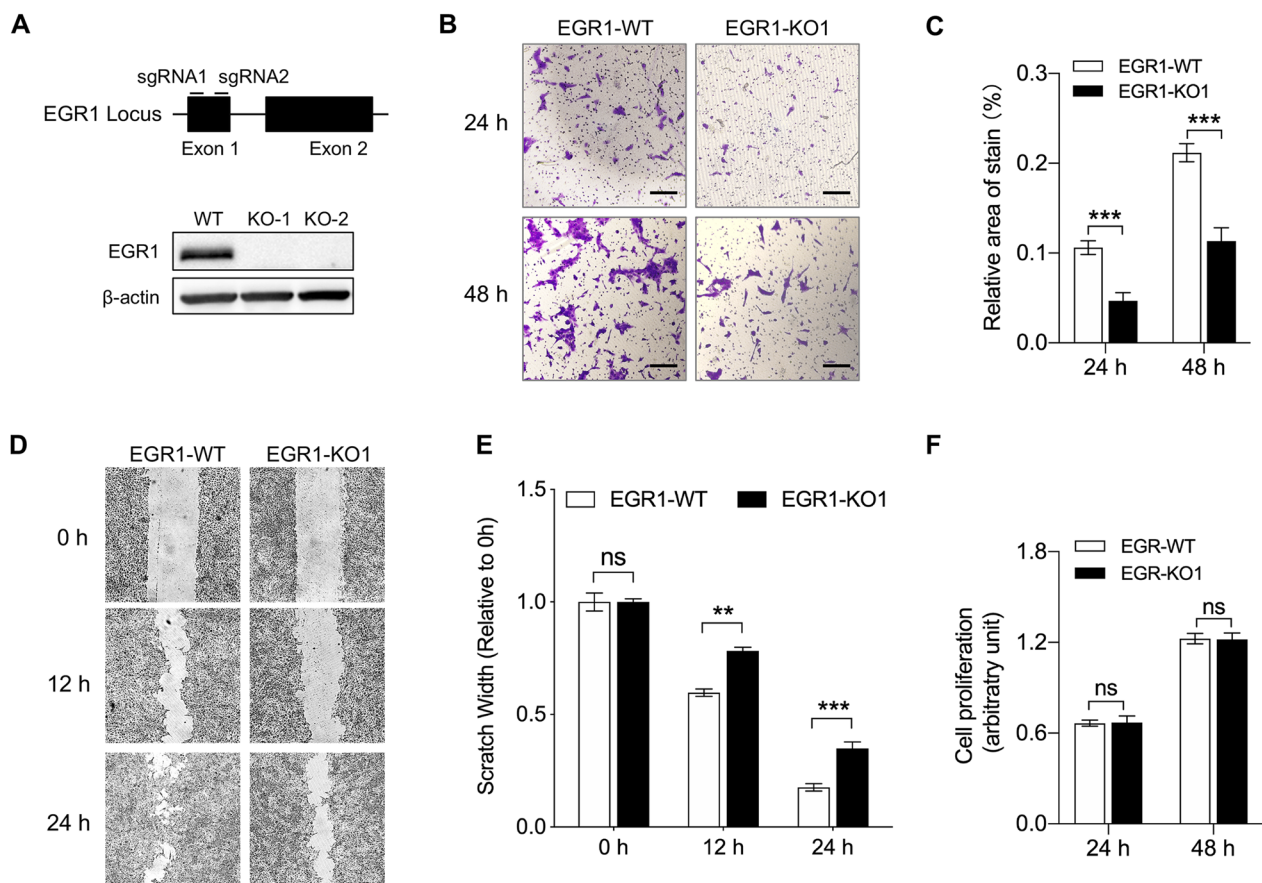 A
sgRNA1 sgRNA2
EGR1 Locus
Exon 1 Exon 2
WT KO-1 KO-2
EGR1
β-actin
B
EGR1-WT EGR1-KO1
24 h
48 h
C
EGR1-WT
EGR1-KO1
Relative area of stain (%)
0.3
0.2
0.1
0.0
***
***
24 h 48 h
D
EGR1-WT EGR1-KO1
0 h
12 h
24 h
E
EGR1-WT EGR1-KO1
Scratch Width (Relative to 0h)
1.5
1.0
0.5
0.0
ns
**
***
0 h 12 h 24 h
F
EGR-WT
EGR-KO1
Cell proliferation
(arbitratry unit)
1.8
1.2
0.6
0.0
ns
ns
24 h 48 h